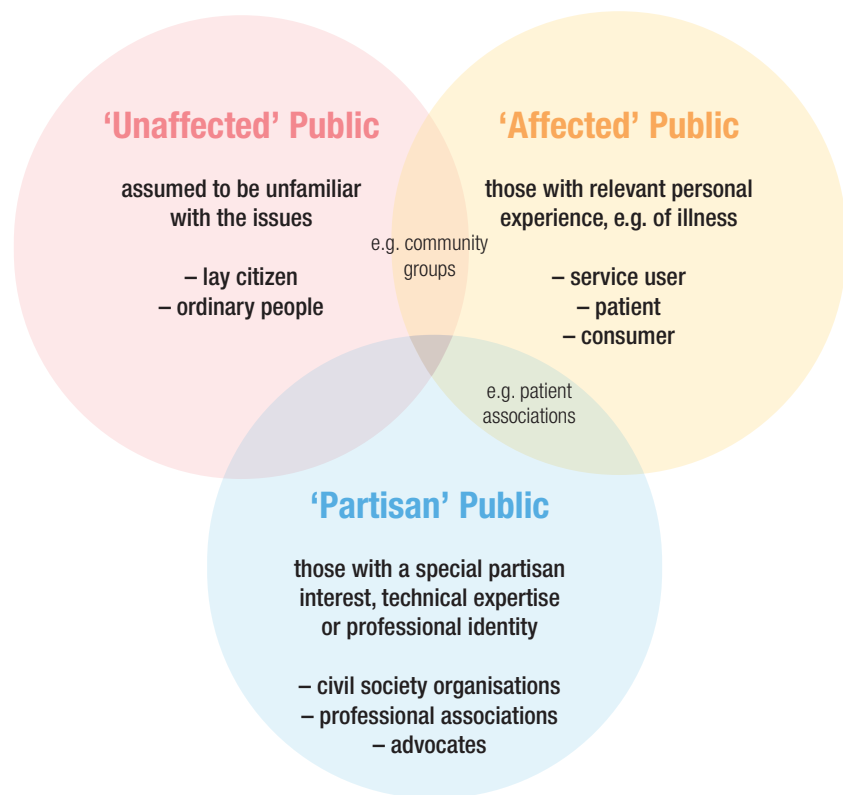 ‘Unaffected’ Public
assumed to be unfamiliar
with the issues
– lay citizen
– ordinary people
‘Affected’ Public
those with relevant personal
experience, e.g. of illness
– service user
– patient
– consumer
e.g. community
groups
e.g. patient
associations
‘Partisan’ Public
those with a special partisan
interest, technical expertise
or professional identity
– civil society organisations
– professional associations
– advocates